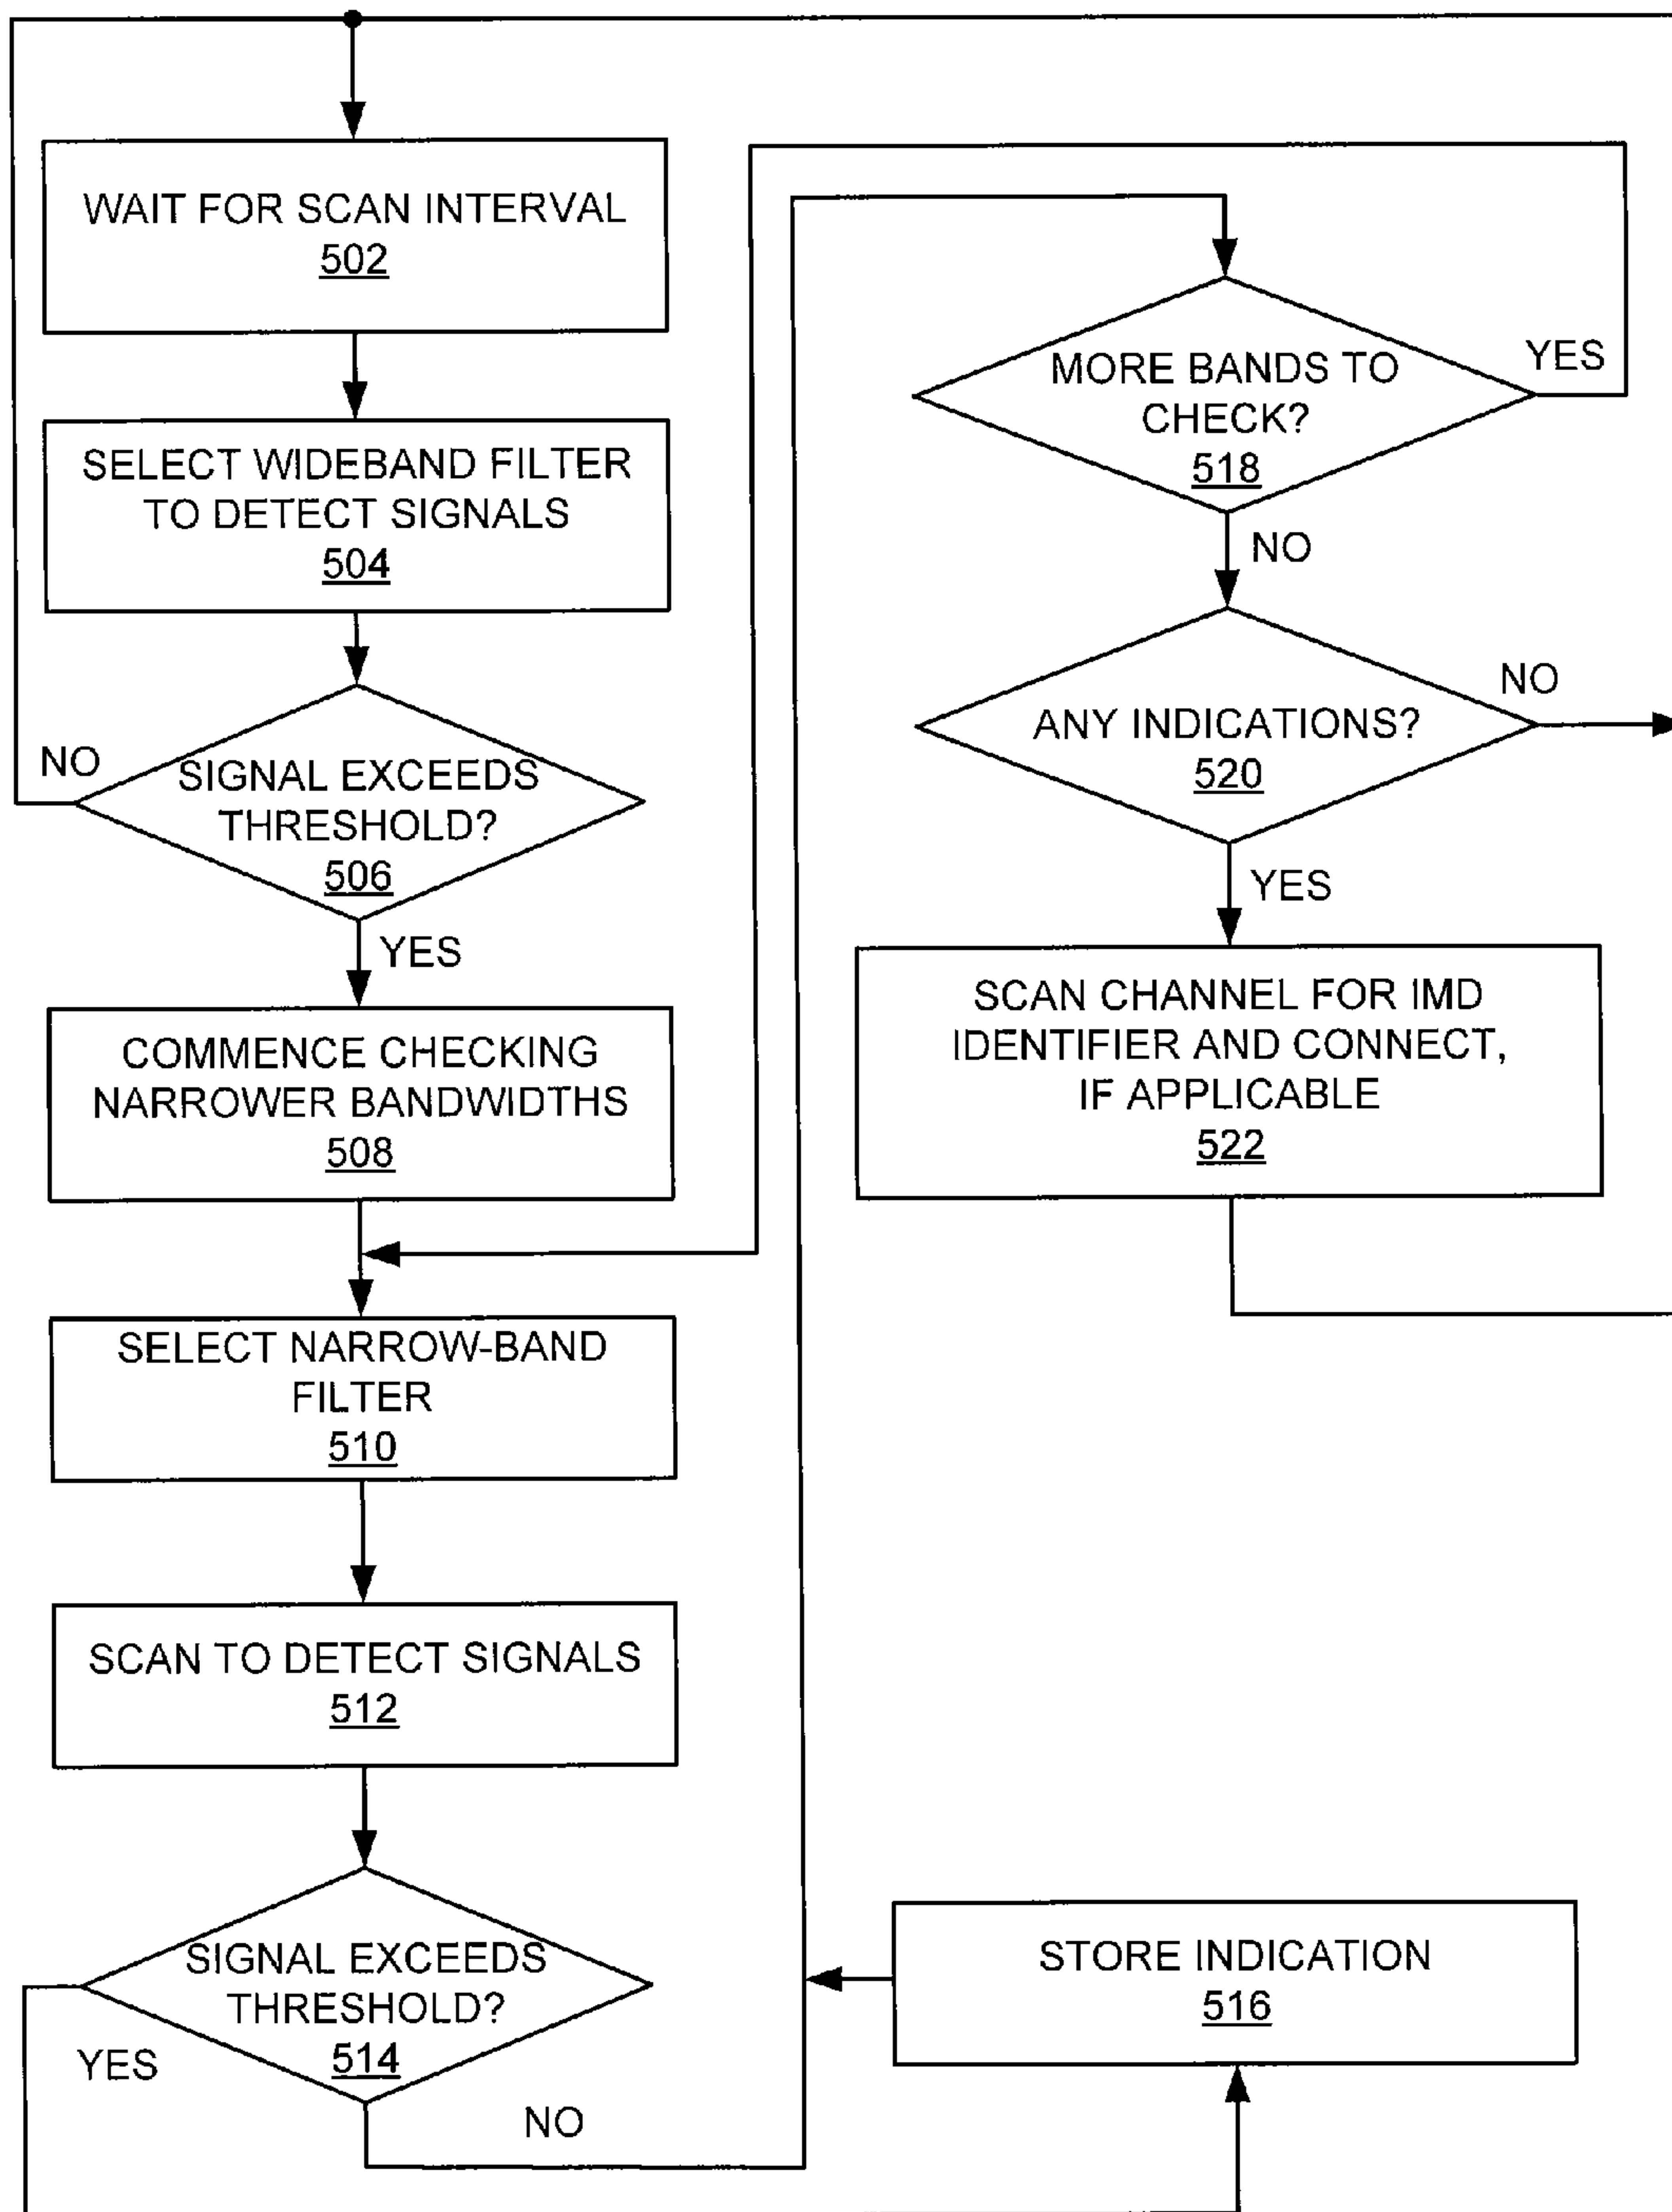 WAIT FOR SCAN INTERVAL
502
SELECT WIDEBAND FILTER
TO DETECT SIGNALS
504
NO
SIGNAL EXCEEDS
THRESHOLD?
506
YES
COMMENCE CHECKING
NARROWER BANDWIDTHS
508
SELECT NARROW-BAND
FILTER
510
SCAN TO DETECT SIGNALS
512
SIGNAL EXCEEDS
THRESHOLD?
514
YES
NO
STORE INDICATION
516
MORE BANDS TO
CHECK?
518
YES
NO
ANY INDICATIONS?
520
NO
YES
SCAN CHANNEL FOR IMD
IDENTIFIER AND CONNECT,
IF APPLICABLE
522